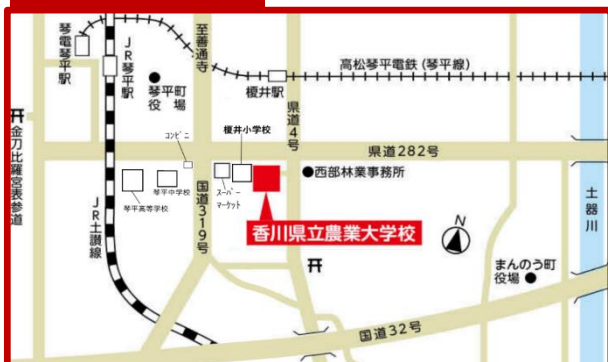 琴電琴平駅
JR琴平駅
琴平町
役場
至善通寺
高松琴平電鉄(琴平線)
榎井駅
県道4号
コンビニ
榎井小学校
県道282号
金刀比羅宮表参道
琴平高等学校
琴平中学校
スーパー
マーケット
西部林業事務所
国道319号
JR土讃線
香川県立農業大学校
N
土器川
まんのう町
役場
国道32号